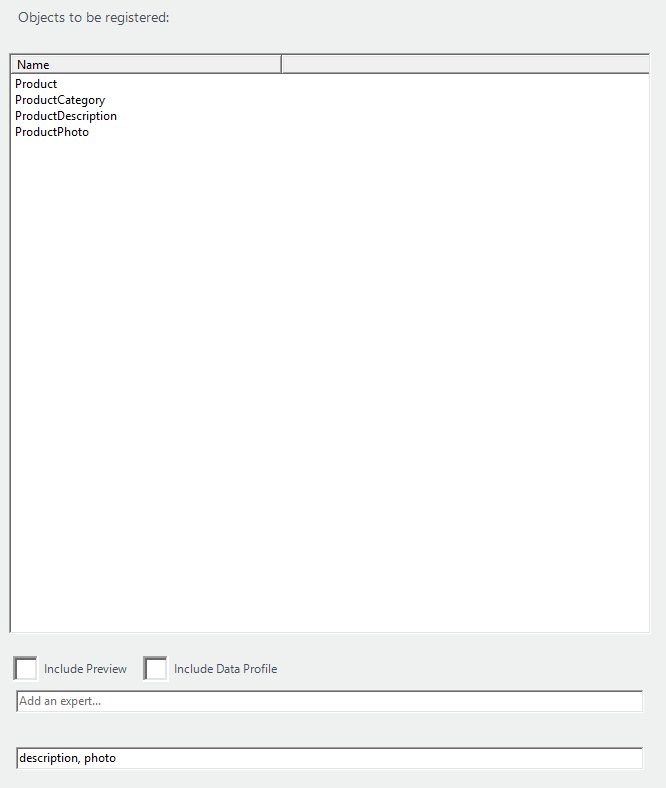 Objects to be registered:
Name
Product
ProductCategory
ProductDescription
ProductPhoto
Include Preview Include Data Profile
Add an expert...
description, photo